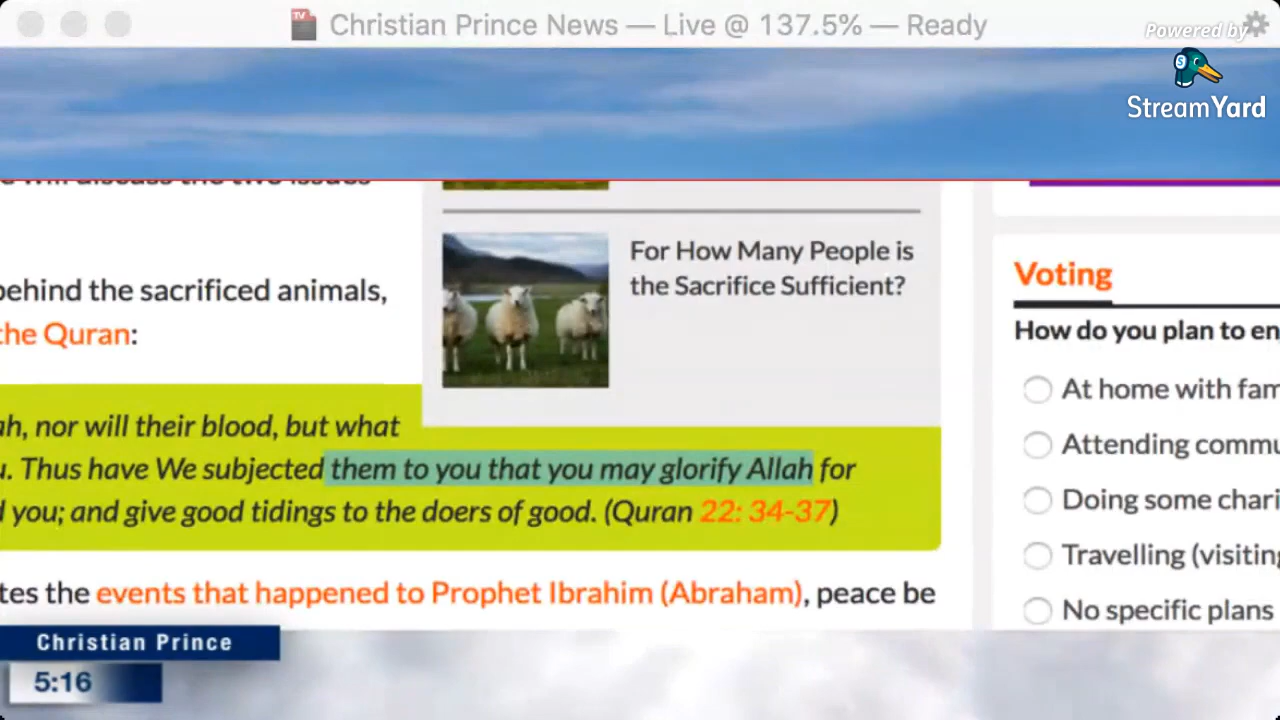 Christian Prince News — Live @ 137.5% — Ready
Powered by
StreamYard
For How Many People is
the Sacrifice Sufficient?
Voting
behind the sacrificed animals,
the Quran:
How do you plan to en
At home with fam
Attending commu
Doing some chari
Travelling (visiting
No specific plans
ah, nor will their blood, but what
u. Thus have We subjected them to you that you may glorify Allah for
d you; and give good tidings to the doers of good. (Quran 22: 34-37)
tes the events that happened to Prophet Ibrahim (Abraham), peace be
Christian Prince
5:16